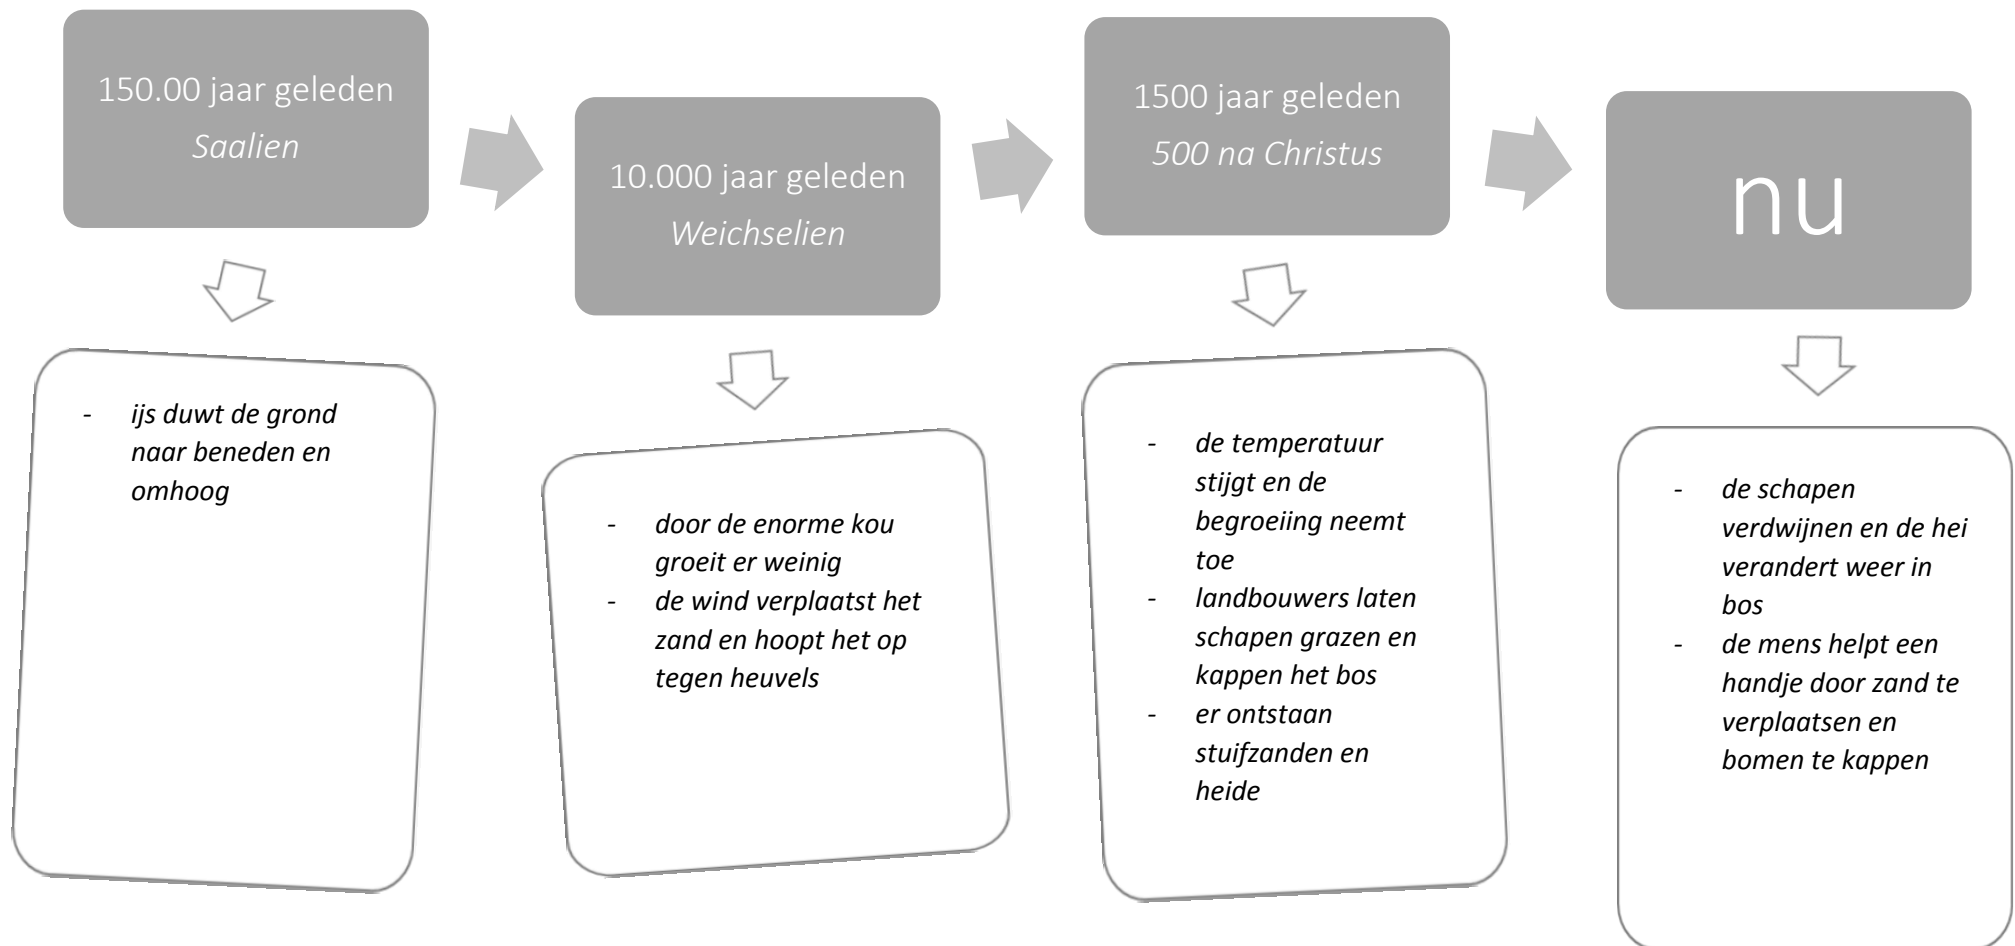 150.00 jaar geleden
Saalien
10.000 jaar geleden
Weichselien
1500 jaar geleden
500 na Christus
nu
- ijs duwt de grond
naar beneden en
omhoog
- door de enorme kou
groeit er weinig
- de wind verplaatst het
zand en hoopt het op
tegen heuvels
- de temperatuur
stijgt en de
begroeiing neemt
toe
- landbouwers laten
schapen grazen en
kappen het bos
- er ontstaan
stuifzanden en
heide
- de schapen
verdwijnen en de hei
verandert weer in
bos
- de mens helpt een
handje door zand te
verplaatsen en
bomen te kappen